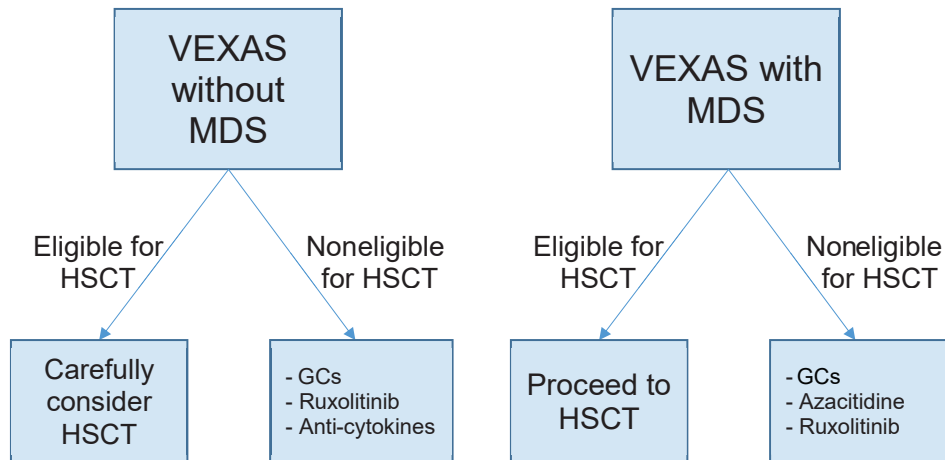 VEXAS
without
MDS
Eligible for
HSCT
Noneligible
for HSCT
Carefully
consider
HSCT
- GCs
- Ruxolitinib
- Anti-cytokines
VEXAS with
MDS
Eligible for
HSCT
Noneligible
for HSCT
Proceed to
HSCT
- GCs
- Azacitidine
- Ruxolitinib